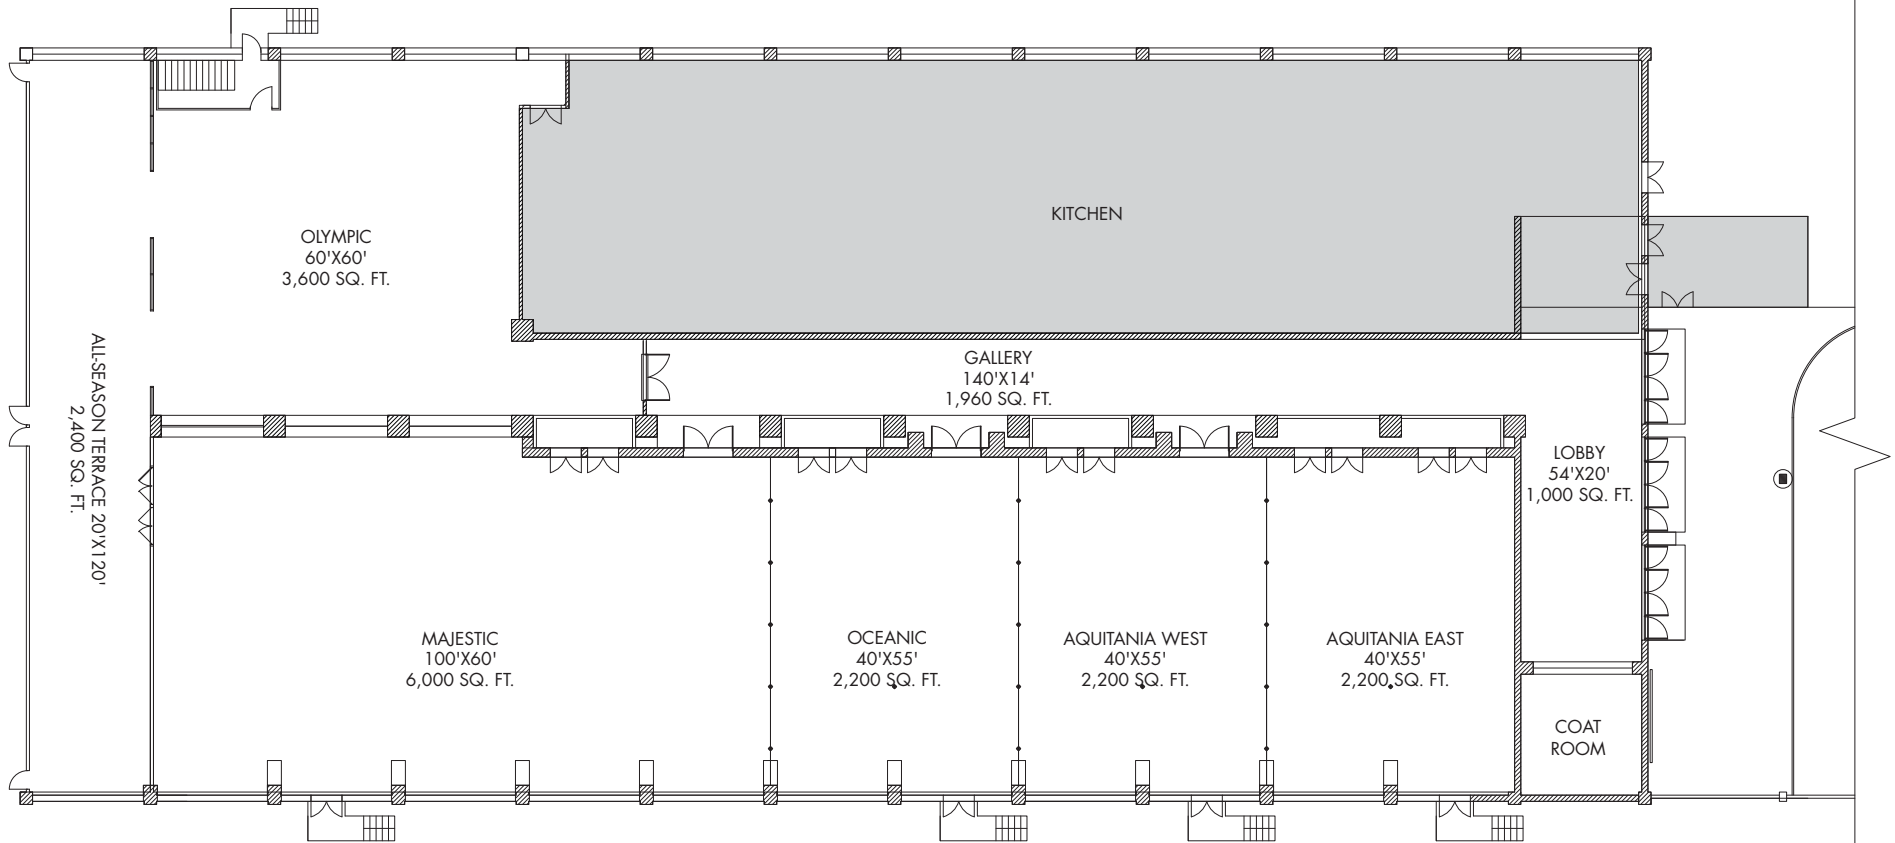 KITCHEN
OLYMPIC
60'X60'
3,600 SQ. FT.
ALL-SEASON TERRACE 20'X120'
2,400 SQ. FT.
GALLERY
140'X14'
1,960 SQ. FT.
LOBBY
54'X20'
1,000 SQ. FT.
MAJESTIC
100'X60'
6,000 SQ. FT.
OCEANIC
40'X55'
2,200 SQ. FT.
AQUITANIA WEST
40'X55'
2,200 SQ. FT.
AQUITANIA EAST
40'X55'
2,200 SQ. FT.
COAT
ROOM